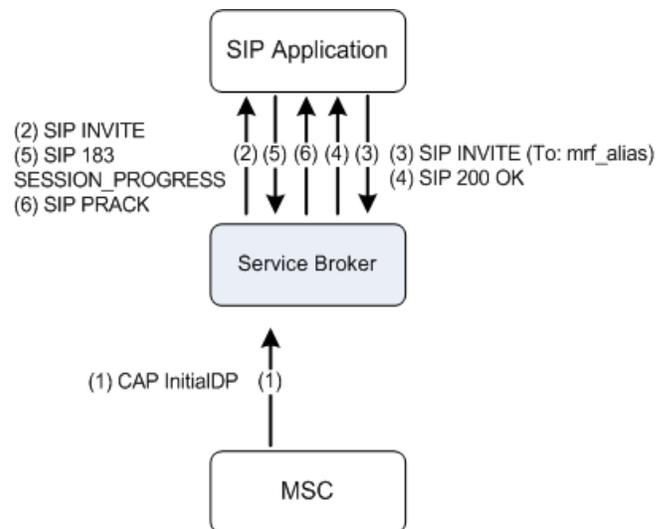 SIP Application
(2) SIP INVITE
(5) SIP 183
SESSION_PROGRESS
(6) SIP PRACK
(2) (5) (6) (4) (3)
(3) SIP INVITE (To: mrf_alias)
(4) SIP 200 OK
Service Broker
(1) CAP InitialDP
(1)
MSC